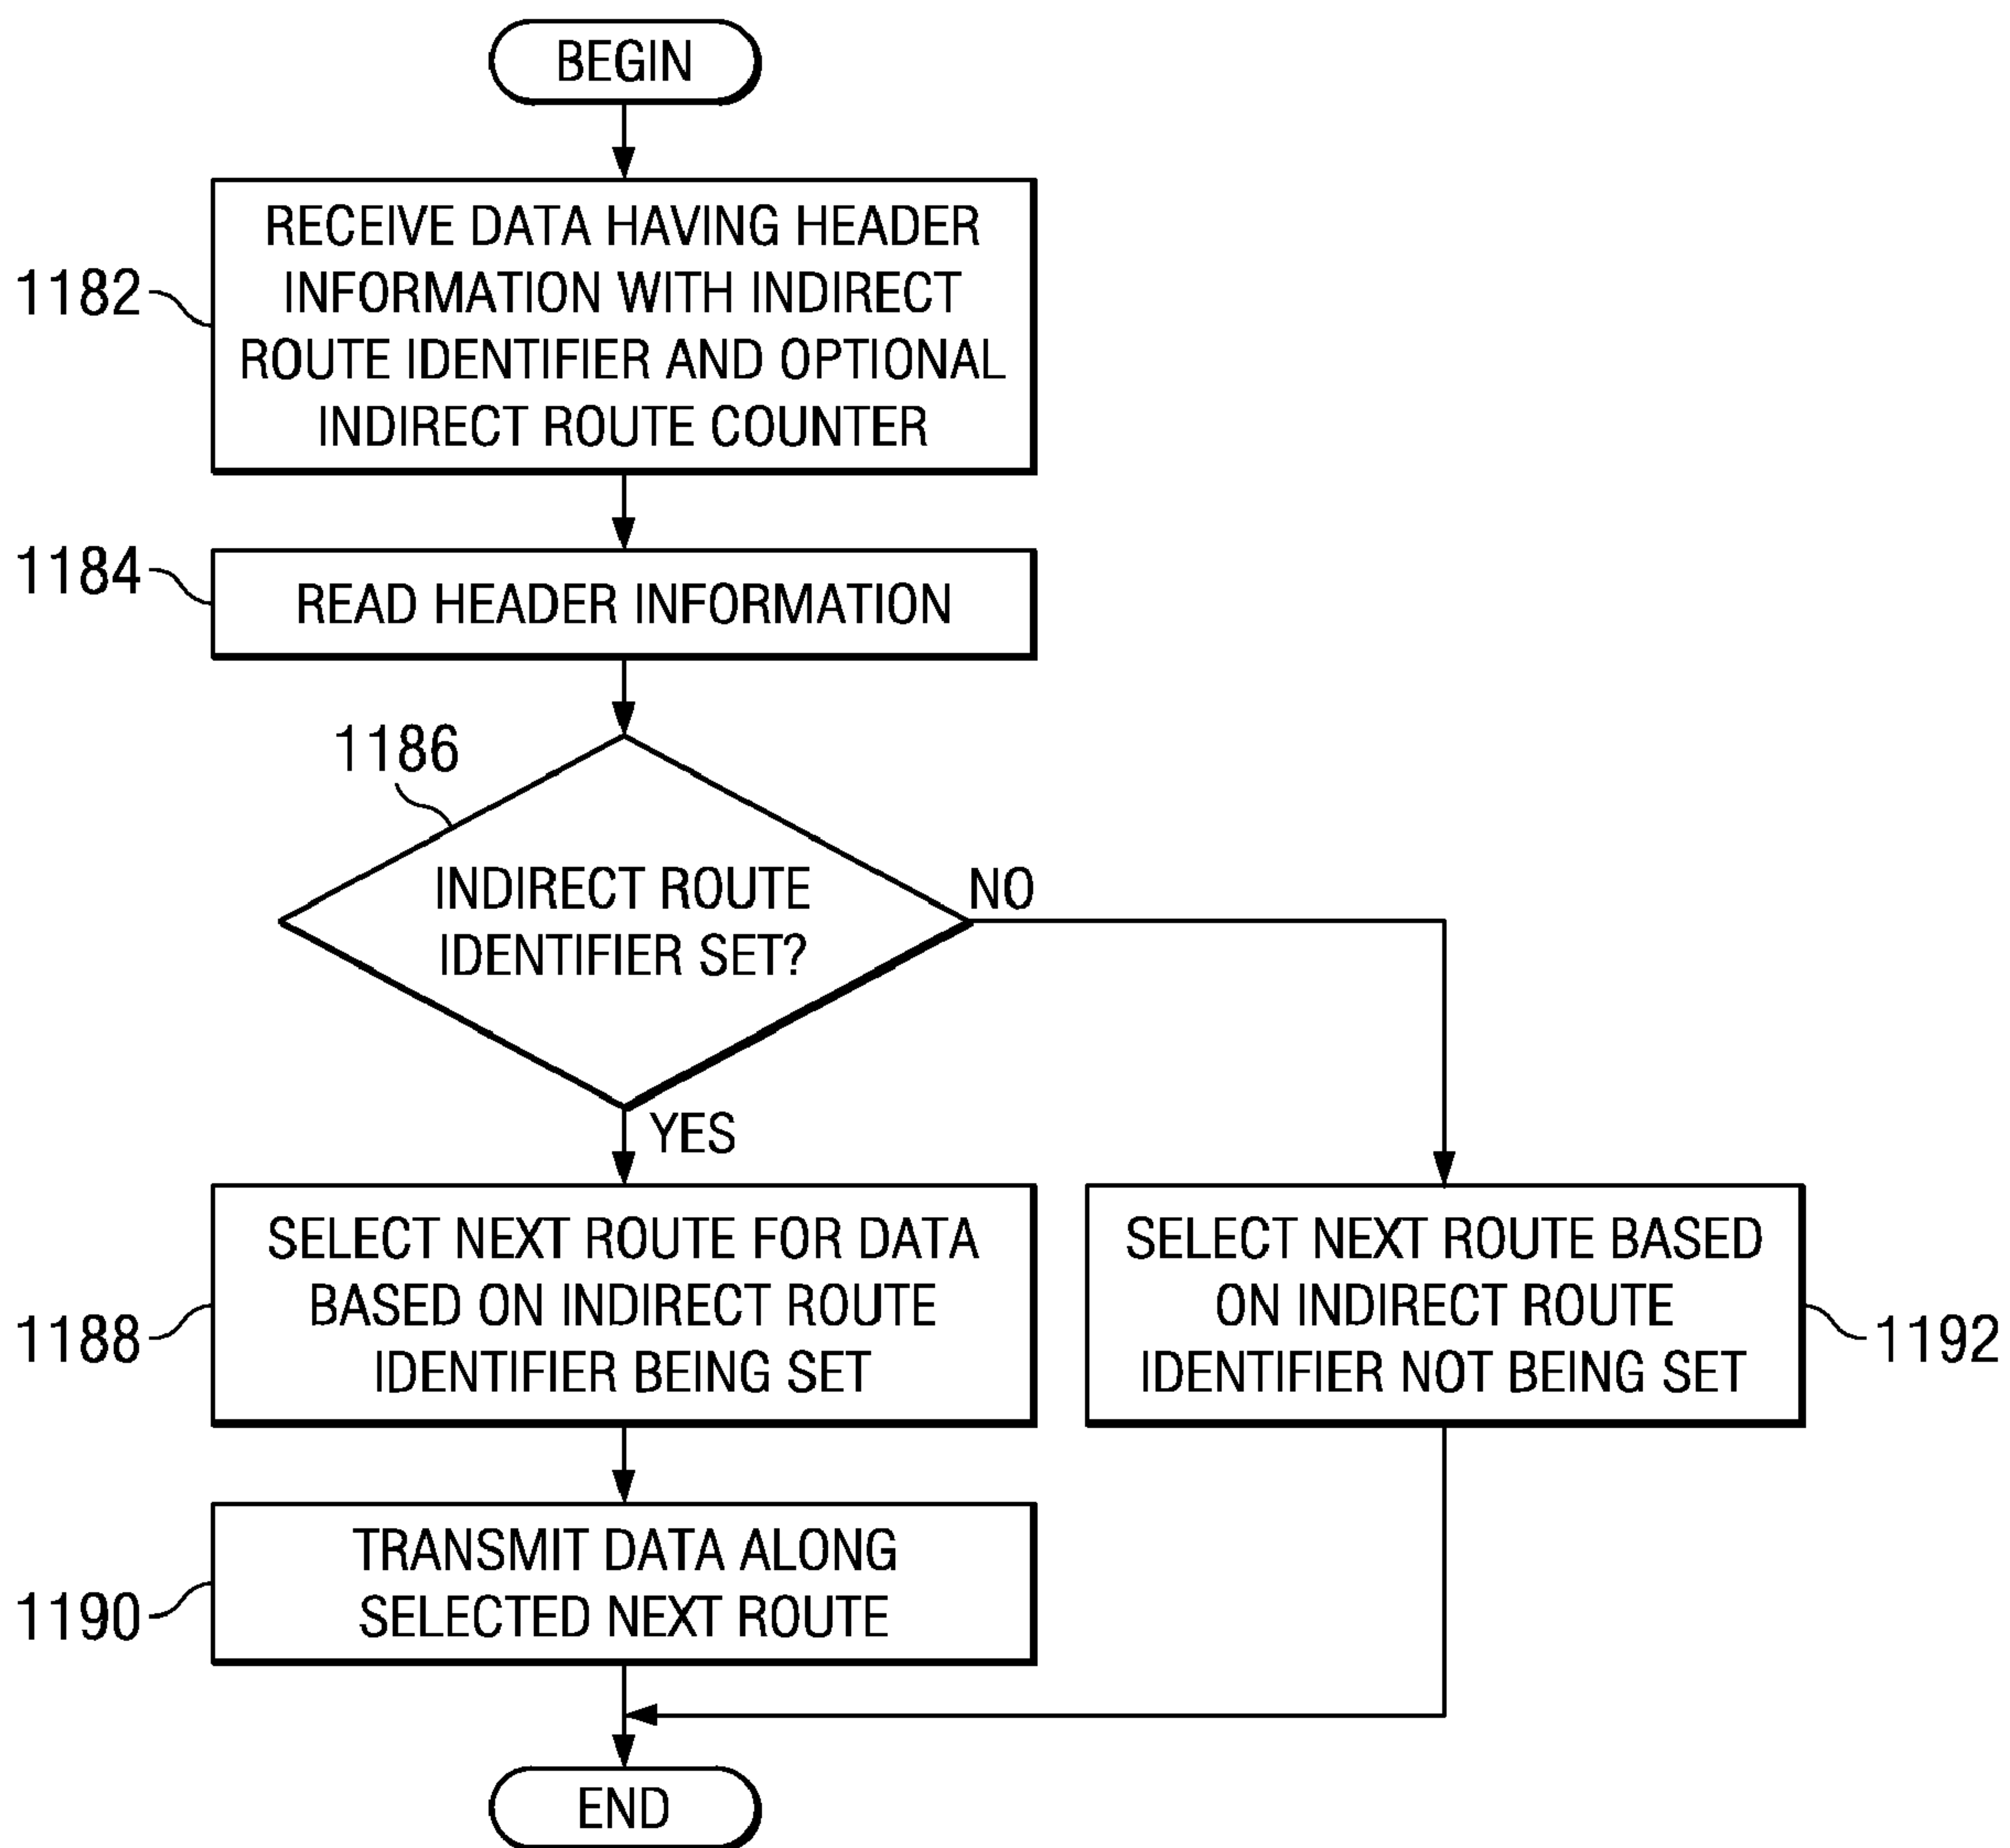 BEGIN
1182
RECEIVE DATA HAVING HEADER
INFORMATION WITH INDIRECT
ROUTE IDENTIFIER AND OPTIONAL
INDIRECT ROUTE COUNTER
1184
READ HEADER INFORMATION
1186
INDIRECT ROUTE
IDENTIFIER SET?
NO
YES
1188
SELECT NEXT ROUTE FOR DATA
BASED ON INDIRECT ROUTE
IDENTIFIER BEING SET
SELECT NEXT ROUTE BASED
ON INDIRECT ROUTE
IDENTIFIER NOT BEING SET
1192
1190
TRANSMIT DATA ALONG
SELECTED NEXT ROUTE
END